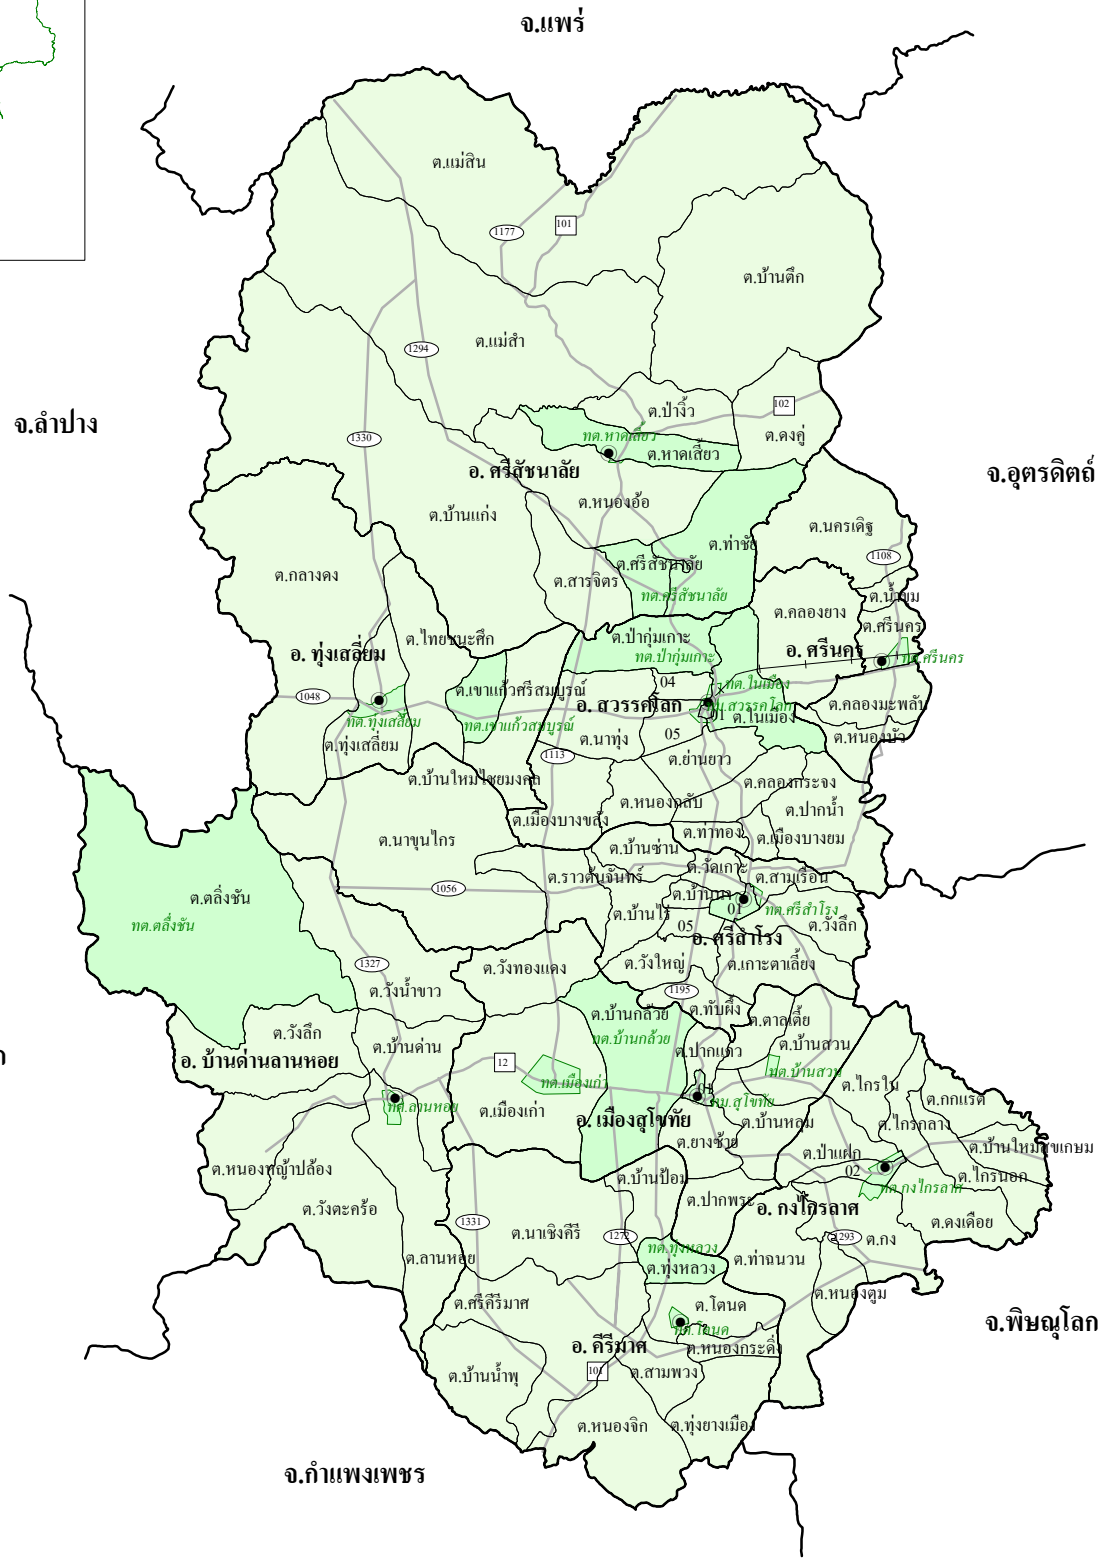 จ.แพร่
ต.แม่สิน
101
1177
ต.บ้านตึก
ต.แม่สำ
1294
102
ต.ป่างิ้ว
จ.ลำปาง
ทต.หาดเสี้ยว
ต.ดงคู่
1330
ต.หาดเสี้ยว
อ. ศรีสัชนาลัย
จ.อุตรดิตถ์
ต.หนองอ้อ
ต.บ้านแก่ง
ต.นครเดิฐ
ต.ท่าชัย
1108
ต.ศรีสัชนาลัย
ต.กลางดง
ต.สารจิตร
ทต.ศรีสัชนาลัย
ต.น้ำขุม
ต.คลองยาง
ต.ศรีนคร
ต.ไทยชนะศึก
ต.ป่ากุมเกาะ
อ. ทุ่งเสลี่ยม
ทต.ป่ากุมเกาะ
อ. ศรีนคร
ทต.ศรีนคร
04
ทต.ในเมือง
ต.เขาแก้วศรีสมบูรณ์
1048
อ. สวรรคโลก
ทม.สวรรคโลก
ต.คลองมะพลับ
01
ต.ในเมือง
ทต.ทุ่งเสลี่ยม
ทต.เขาแก้วสมบูรณ์
ต.นาทุ่ง
05
ต.หนองบัว
ต.ทุ่งเสลี่ยม
1113
ต.ย่านยาว
ต.บ้านใหม่ไชยมงคล
ต.คลองกระจง
ต.หนองกลับ
ต.ปากน้ำ
ต.เมืองบางขลัง
ต.ท่าทอง
ต.เมืองบางยม
ต.นาขุนไกร
ต.บ้านซ่าน
ต.วัดเกาะ
ต.ราวต้นจันทร์
ต.สามเรือน
1056
ต.บ้านนา
ต.ตลิ่งชัน
01
ทต.ศรีสำโรง
ต.บ้านไร่
ทต.ตลิ่งชัน
05
ต.วังลึก
อ. ศรีสำโรง
1327
ต.วังทองแดง
ต.วังใหญ่
ต.เกาะตาเลี้ยง
ต.วังน้ำขาว
1195
ต.บ้านกล้วย
ต.ทับผึ้ง
ต.ตาลเตี้ย
ต.วังลึก
ทต.บ้านกล้วย
ต.บ้านด่าน
ต.ปากแคว
ต.บ้านสวน
อ. บ้านด่านลานหอย
12
ทต.บ้านสวน
ทต.เมืองเก่า
ต.ไกรใน
01
ทม.สุโขทัย
ต.กกแรต
ทต.ลานหอย
ต.เมืองเก่า
อ. เมืองสุโขทัย
ต.บ้านหลุม
ต.ไกรกลาง
ต.ยางซ้าย
ต.ป่าแฝก
ต.บ้านใหม่สุขเกษม
ต.หนองหญ้าปล้อง
02
ต.บ้านป้อม
ต.ไกรนอก
ทต.กงไกรลาศ
ต.วังตะคร้อ
ต.ปากพระ
อ. กงไกรลาศ
1331
ต.นาเชิงคีรี
1272
1293
ต.กง
ต.ดงเดือย
ต.ลานหอย
ทต.ทุ่งหลวง
ต.ทุ่งหลวง
ต.ท่าฉนวน
ต.ศรีคีรีมาศ
ต.โตนด
ต.หนองตูม
ทต.โตนด
จ.พิษณุโลก
อ. คีรีมาศ
ต.หนองกระดิ่ง
101
ต.สามพวง
ต.บ้านน้ำพุ
ต.หนองจิก
ต.ทุ่งยางเมือง
จ.กำแพงเพชร